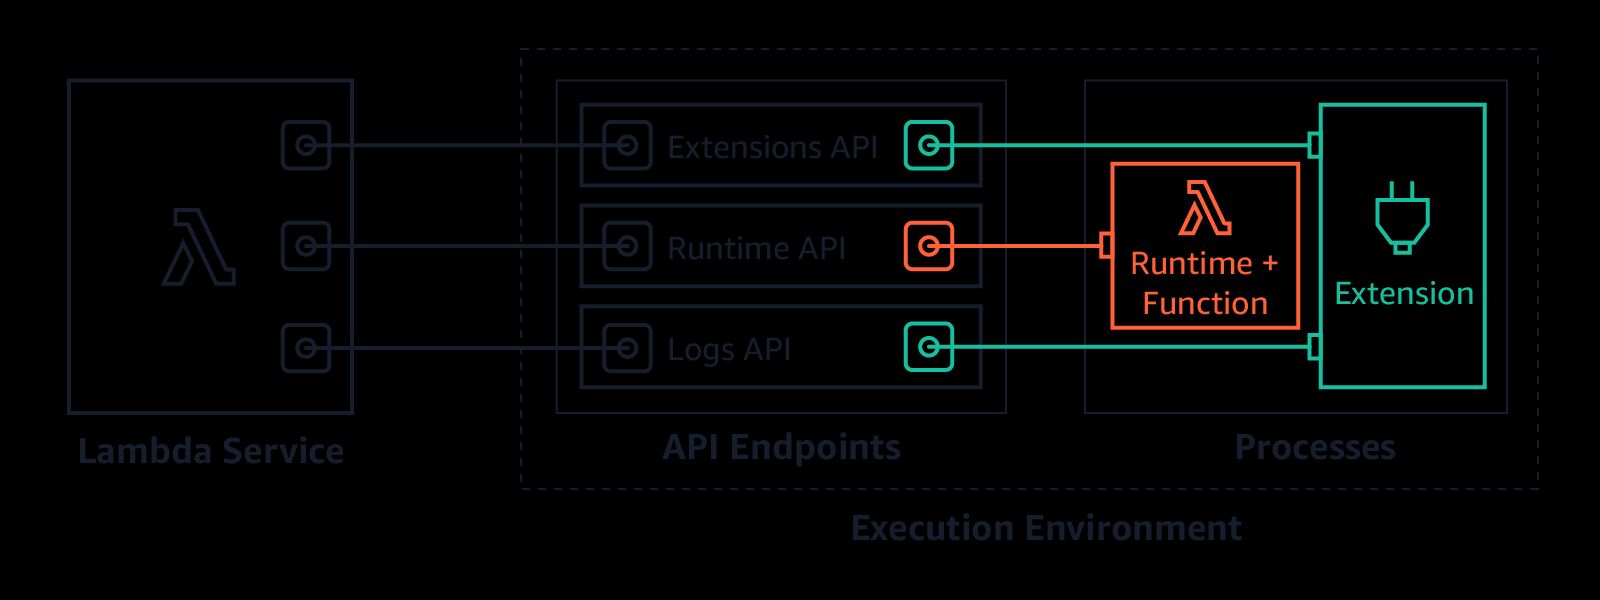 Extensions API
Runtime API
Logs API
Runtime +
Function
Extension
Lambda Service
API Endpoints
Processes
Execution Environment